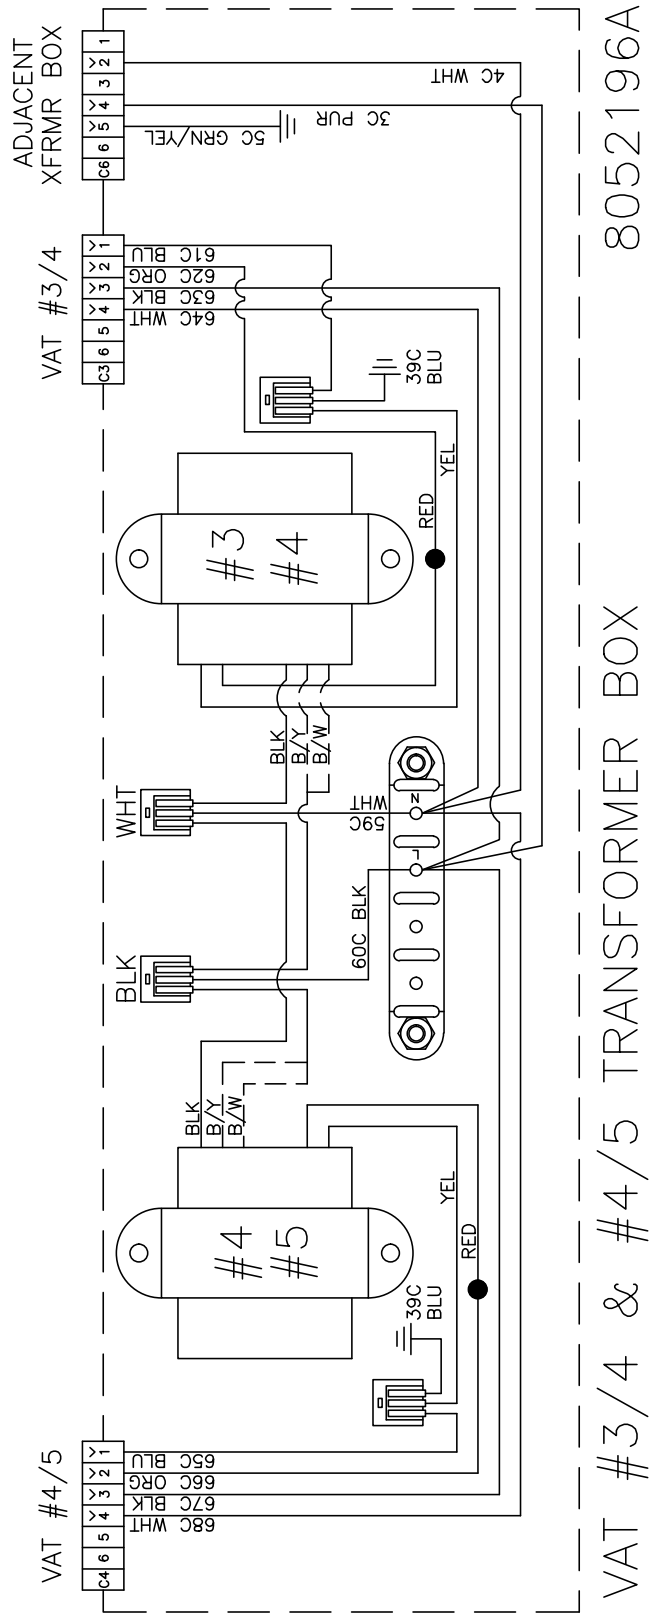 ADJACENT
XFRMR BOX
1
2
3
4
5
6
C6
4C WHT
3C PUR
5C GRN/YEL
VAT #3/4
1
2
3
4
5
6
C3
61C BLU
62C ORG
63C BLK
64C WHT
39C
BLU
YEL
RED
#3
#4
BLK
B/Y
B/W
WHT
59C
WHT
N
L
BLK
60C BLK
BLK
B/Y
B/W
#4
#5
YEL
RED
39C
BLU
VAT #4/5
1
2
3
4
5
6
C4
65C BLU
66C ORG
67C BLK
68C WHT
VAT #3/4 & #4/5 TRANSFORMER BOX
8052196A